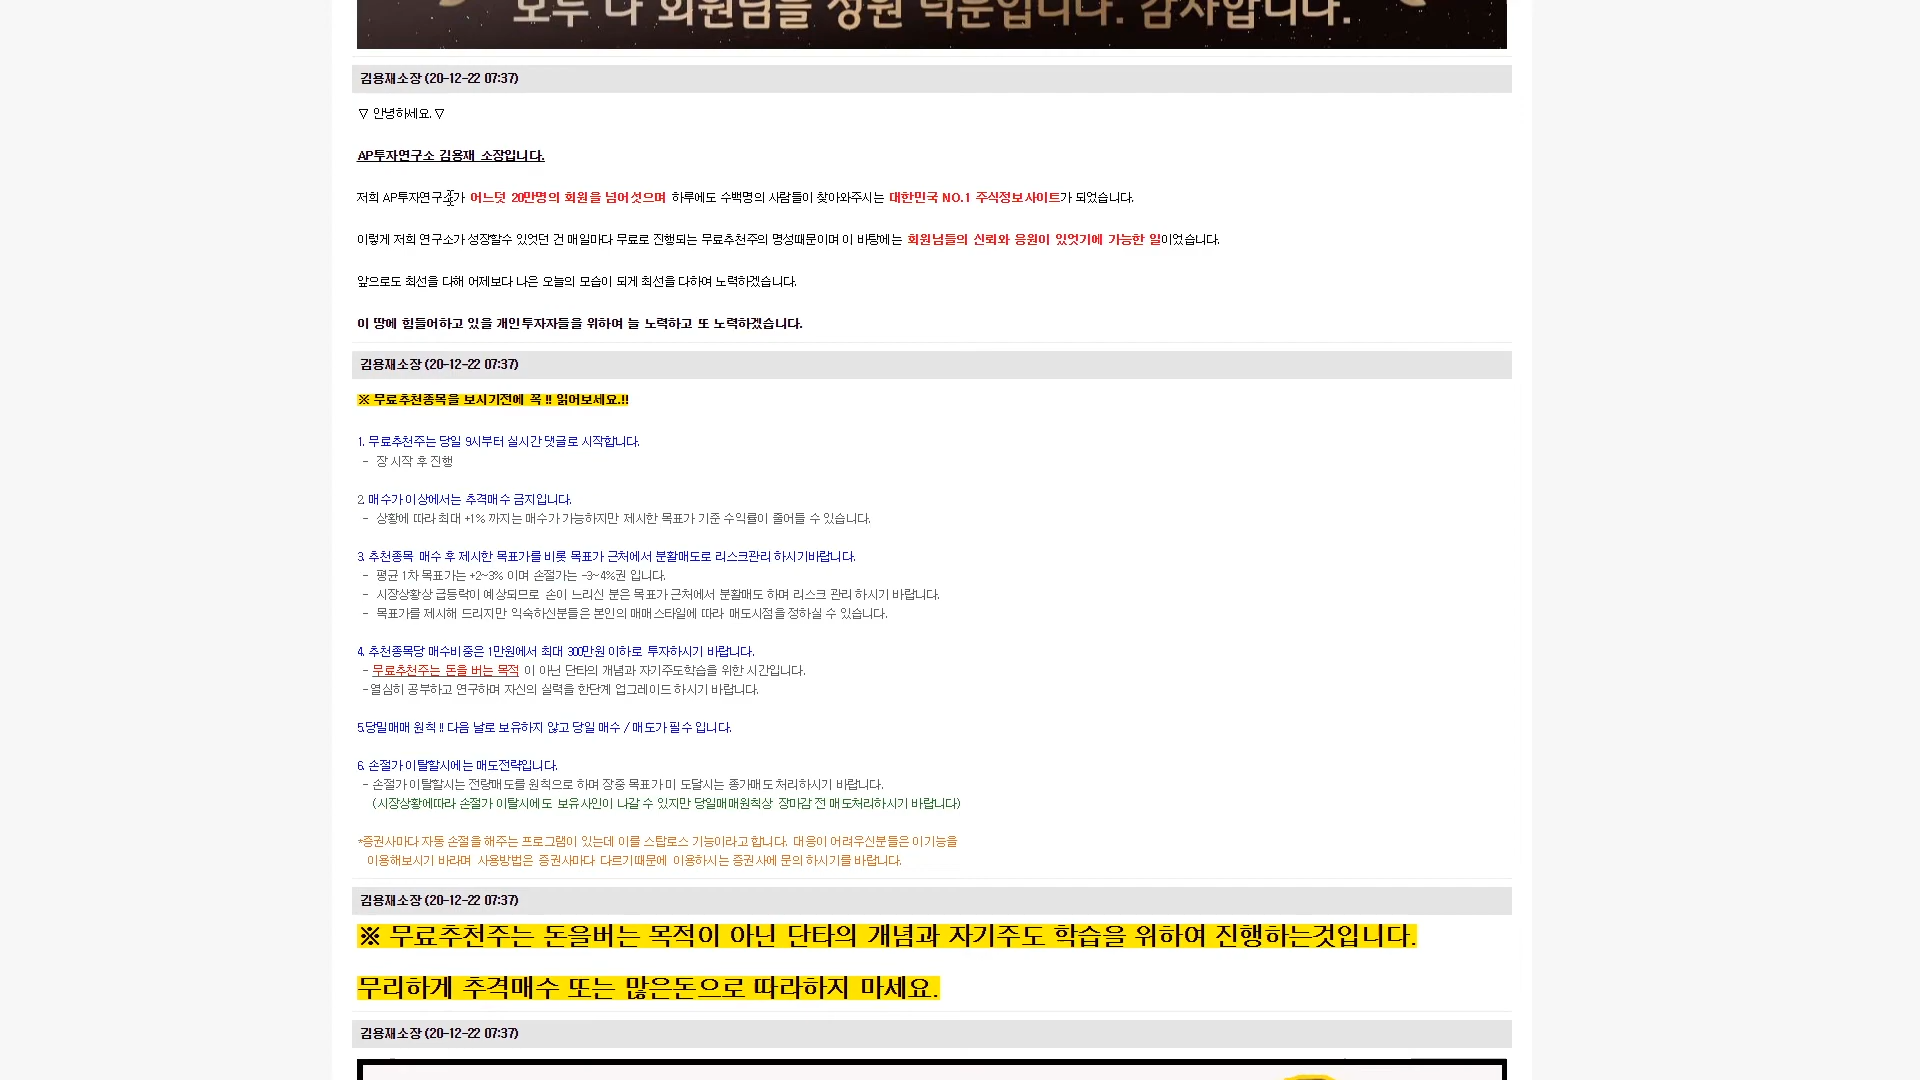 모두 다 회원님들 성원 덕분입니다. 감사합니다.
김용재소장 (20-12-22 07:37)
▽ 안녕하세요. ▽
AP투자연구소 김용재 소장입니다.
저희 AP투자연구소가 어느덧 20만명의 회원을 넘어섯으며 하루에도 수백명의 사람들이 찾아와주시는 대한민국 NO.1 주식정보사이트가 되었습니다.
이렇게 저희 연구소가 성장할수 있엇던 건 매일마다 무료로 진행되는 무료추천주의 명성때문이며 이 바탕에는 회원님들의 신뢰와 응원이 있엇기에 가능한 일이었습니다.
앞으로도 최선을 다해 어제보다 나은 오늘의 모습이 되게 최선을 다하여 노력하겠습니다.
이 땅에 힘들어하고 있을 개인투자자들을 위하여 늘 노력하고 또 노력하겠습니다.
김용재소장 (20-12-22 07:37)
※ 무료추천종목을 보시기전에 꼭 !! 읽어보세요.!!
1. 무료추천주는 당일 9시부터 실시간 댓글로 시작합니다.
- 장 시작 후 진행
2. 매수가 이상에서는 추격매수 금지입니다.
- 상황에 따라 최대 +1% 까지는 매수가 가능하지만 제시한 목표가 기준 수익률이 줄어들 수 있습니다.
3. 추천종목 매수 후 제시한 목표가를 비롯 목표가 근처에서 분활매도로 리스크관리 하시기바랍니다.
- 평균 1차 목표가는 +2~3% 이며 손절가는 -3~4%권 입니다.
- 시장상황상 급등락이 예상되므로 손이 느리신 분은 목표가 근처에서 분활매도 하며 리스크 관리 하시기 바랍니다.
- 목표가를 제시해 드리지만 익숙하신분들은 본인의 매매스타일에 따라 매도시점을 정하실 수 있습니다.
4. 추천종목당 매수비중은 1만원에서 최대 300만원 이하로 투자하시기 바랍니다.
- 무료추천주는 돈을 버는 목적 이 아닌 단타의 개념과 자기주도학습을 위한 시간입니다.
- 열심히 공부하고 연구하며 자신의 실력을 한단계 업그레이드 하시기 바랍니다.
5.당일매매 원칙 !! 다음 날로 보유하지 않고 당일 매수 / 매도가 필수 입니다.
6. 손절가 이탈할시에는 매도전략입니다.
- 손절가 이탈할시는 전량매도를 원칙으로 하며 장중 목표가 미 도달시는 종가매도 처리하시기 바랍니다.
(시장상황에따라 손절가 이탈시에도 보유사인이 나갈 수 있지만 당일매매원칙상 장마감 전 매도처리하시기 바랍니다)
*증권사마다 자동 손절을 해주는 프로그램이 있는데 이를 스탑로스 기능이라고 합니다. 대응이 어려우신분들은 이기능을
이용해보시기 바라며 사용방법은 증권사마다 다르기때문에 이용하시는 증권사에 문의 하시기를 바랍니다.
김용재소장 (20-12-22 07:37)
※ 무료추천주는 돈을버는 목적이 아닌 단타의 개념과 자기주도 학습을 위하여 진행하는것입니다.
무리하게 추격매수 또는 많은돈으로 따라하지 마세요.
김용재소장 (20-12-22 07:37)